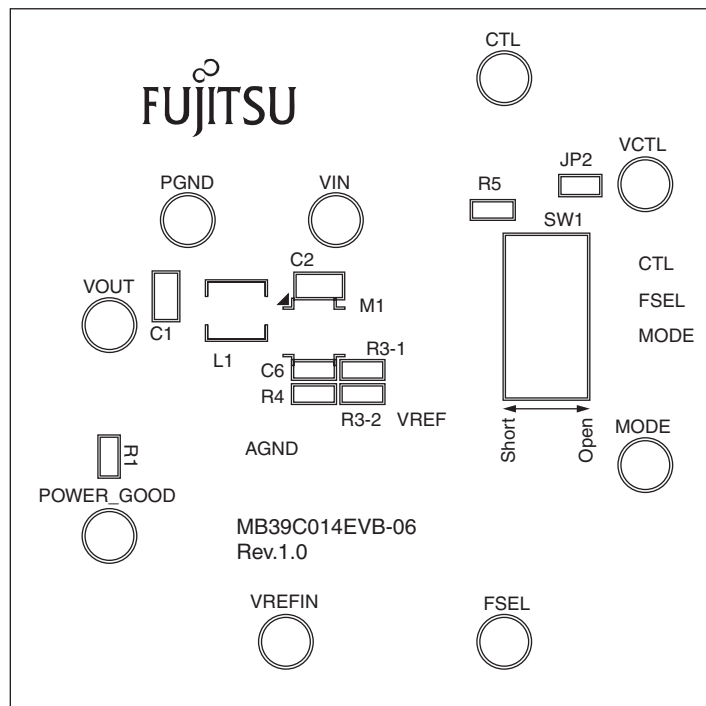 CTL
FUJITSU
VCTL
JP2
PGND
VIN
R5
SW1
C2
CTL
VOUT
M1
FSEL
C1
MODE
L1
R3-1
C6
R4
R3-2
VREF
AGND
Short
Open
MODE
R1
POWER_GOOD
MB39C014EVB-06
Rev.1.0
VREFIN
FSEL